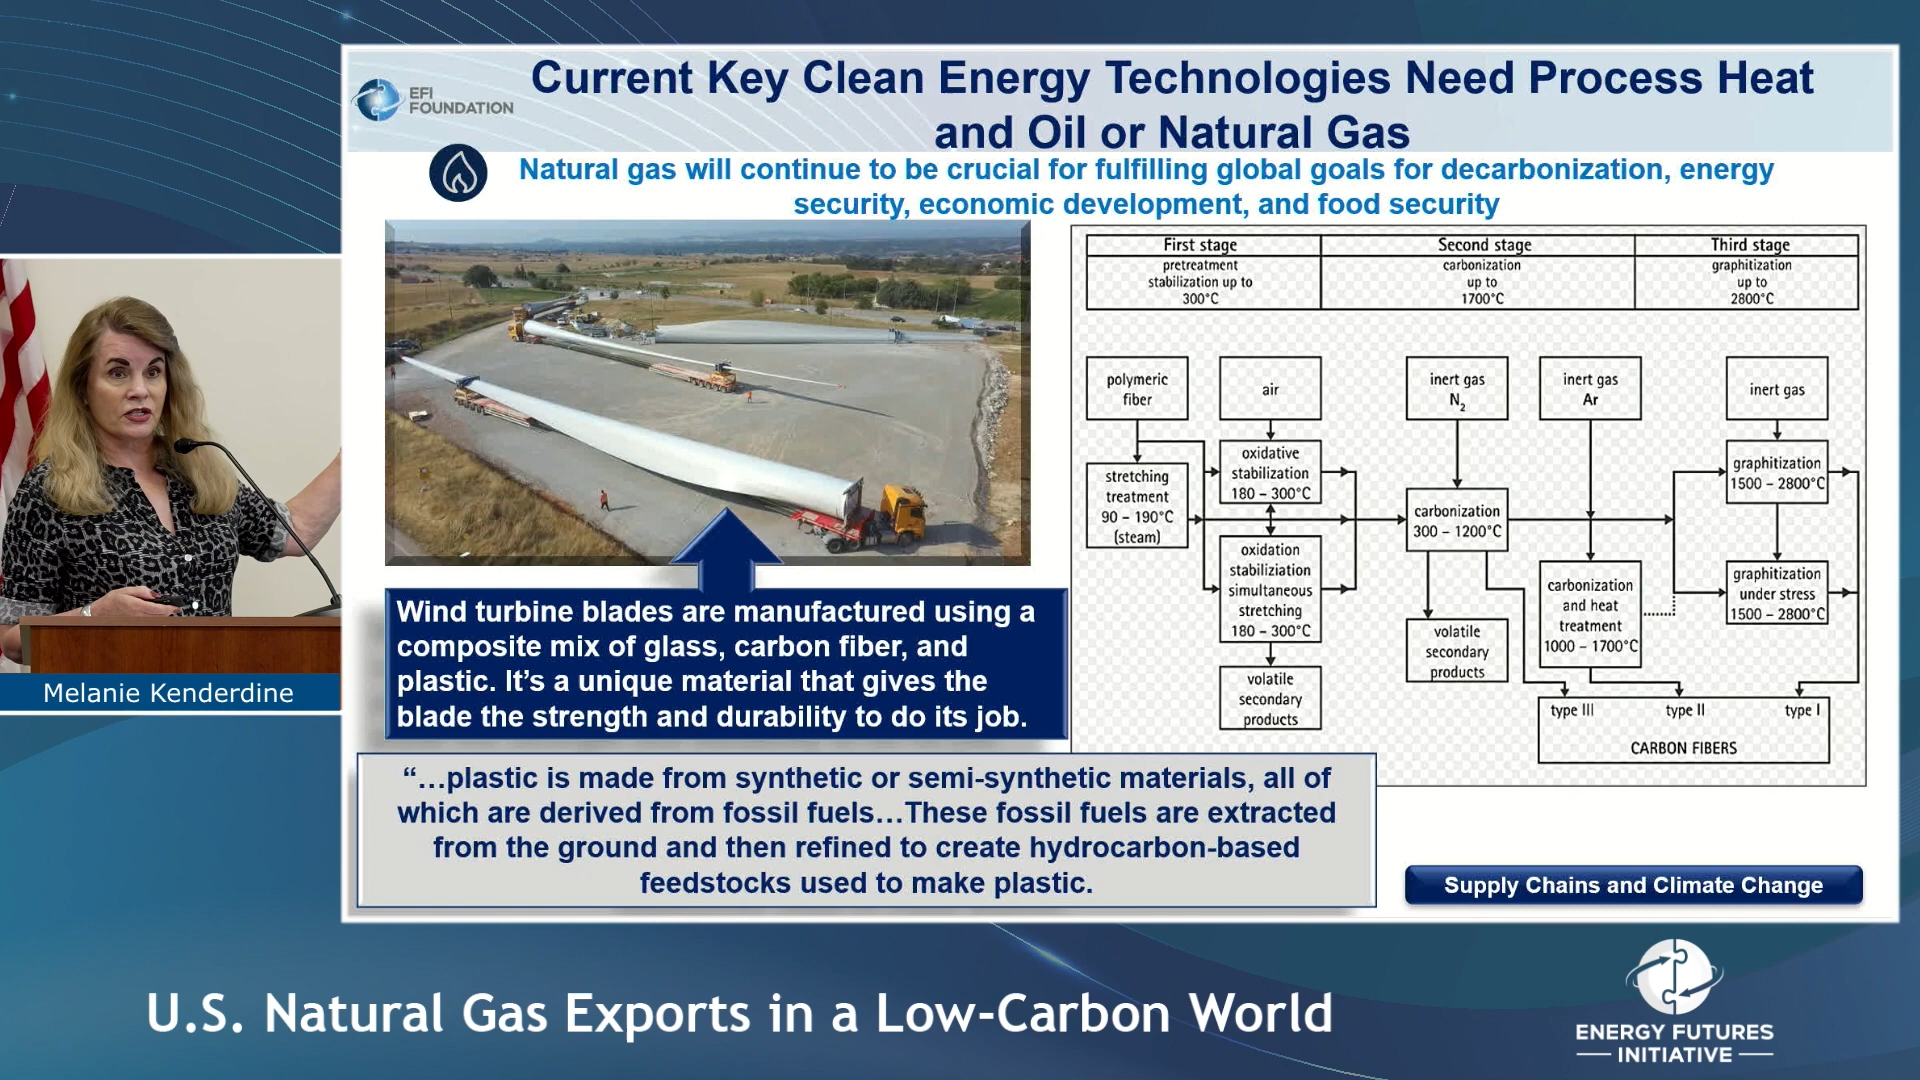 EFI
FOUNDATION
Current Key Clean Energy Technologies Need Process Heat
and Oil or Natural Gas
Natural gas will continue to be crucial for fulfilling global goals for decarbonization, energy
security, economic development, and food security
First stage
pretreatment
stabilization up to
300°C
Second stage
carbonization
up to
1700°C
Third stage
graphitization
up to
2800°C
polymeric
fiber
air
inert gas
N2
inert gas
Ar
inert gas
stretching
treatment
90 – 190°C
(steam)
oxidative
stabilization
180 – 300°C
oxidation
stabiliziation
simultaneous
stretching
180 – 300°C
volatile
secondary
products
carbonization
300 – 1200°C
volatile
secondary
products
carbonization
and heat
treatment
1000 – 1700°C
graphitization
1500 – 2800°C
graphitization
under stress
1500 – 2800°C
type III
type II
type I
CARBON FIBERS
Wind turbine blades are manufactured using a
composite mix of glass, carbon fiber, and
plastic. It’s a unique material that gives the
blade the strength and durability to do its job.
“…plastic is made from synthetic or semi-synthetic materials, all of
which are derived from fossil fuels…These fossil fuels are extracted
from the ground and then refined to create hydrocarbon-based
feedstocks used to make plastic.
Supply Chains and Climate Change
Melanie Kenderdine
U.S. Natural Gas Exports in a Low-Carbon World
ENERGY FUTURES
INITIATIVE